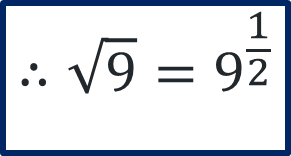 ∴ √9 = 9^{1/2}